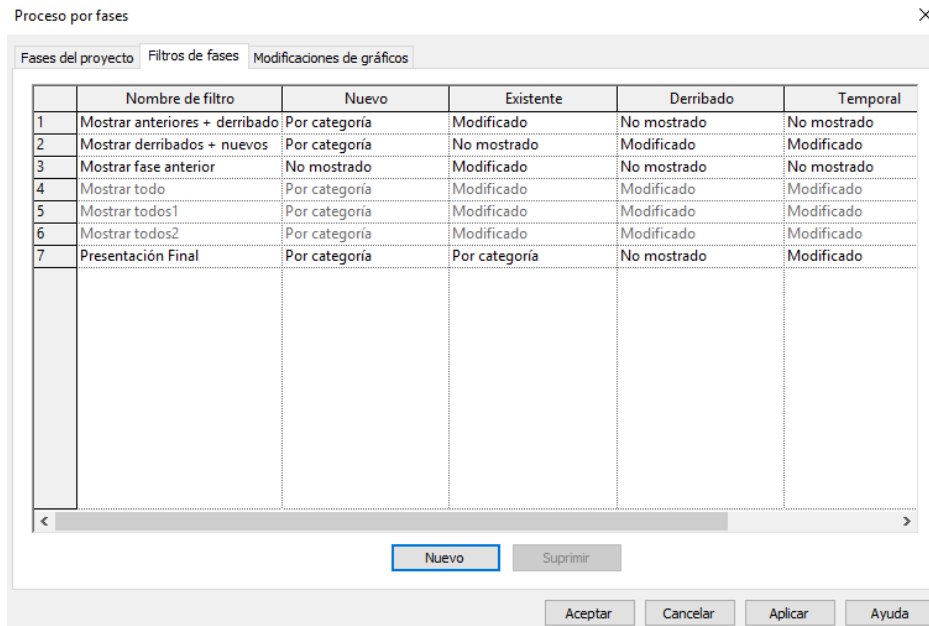 Proceso por fases
Fases del proyecto Filtros de fases Modificaciones de gráficos
Nombre de filtro Nuevo Existente Derribado Temporal
1 Mostrar anteriores + derribado Por categoría Modificado No mostrado No mostrado
2 Mostrar derribados + nuevos Por categoría No mostrado Modificado Modificado
3 Mostrar fase anterior No mostrado Modificado No mostrado No mostrado
4 Mostrar todo Por categoría Modificado Modificado Modificado
5 Mostrar todos1 Por categoría Modificado Modificado Modificado
6 Mostrar todos2 Por categoría Modificado Modificado Modificado
7 Presentación Final Por categoría Por categoría No mostrado Modificado
Nuevo Suprimir
Aceptar Cancelar Aplicar Ayuda